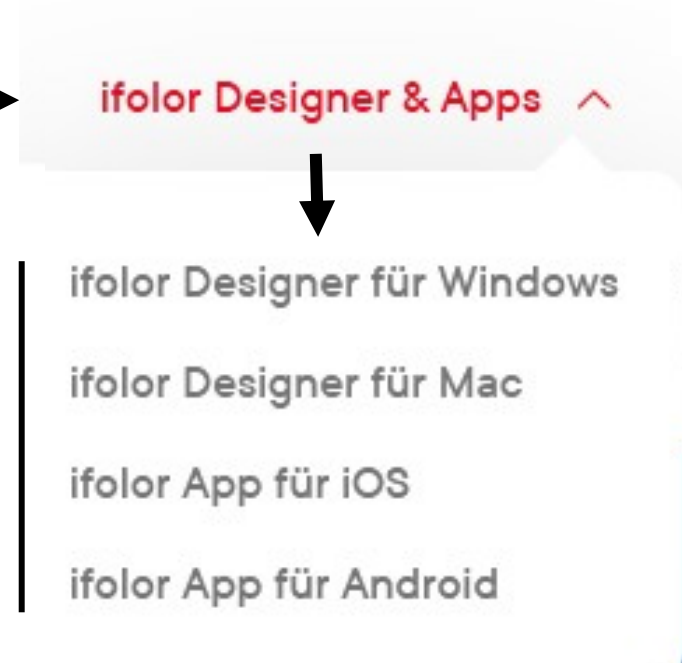 ifolor Designer & Apps
ifolor Designer für Windows
ifolor Designer für Mac
ifolor App für iOS
ifolor App für Android